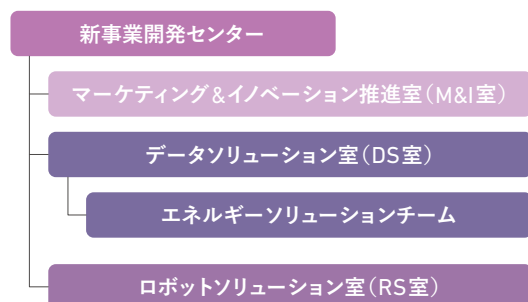 新事業開発センター
マーケティング&イノベーション推進室(M&I室)
データソリューション室(DS室)
エネルギーソリューションチーム
ロボットソリューション室(RS室)